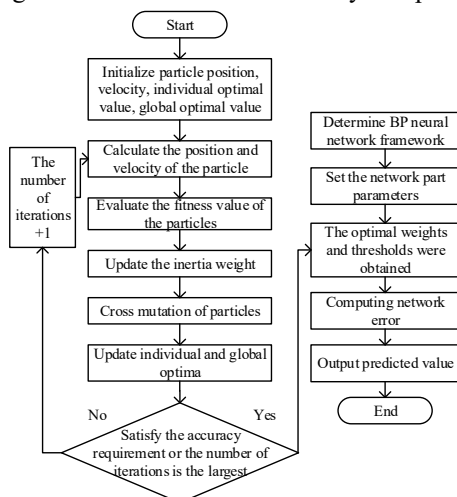 Start
Initialize particle position,
velocity, individual optimal
value, global optimal value
Calculate the position and
velocity of the particle
Evaluate the fitness value of
the particles
Update the inertia weight
Cross mutation of particles
Update individual and global
optima
No
Yes
Satisfy the accuracy
requirement or the number of
iterations is the largest
The
number
of
iterations
+1
Determine BP neural
network framework
Set the network part
parameters
The optimal weights
and thresholds were
obtained
Computing network
error
Output predicted value
End